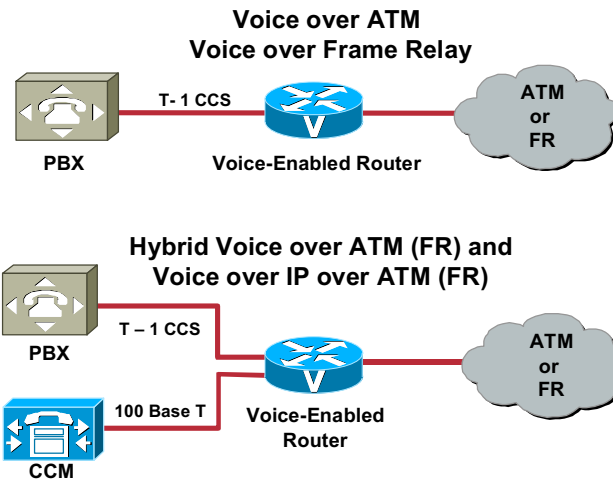 Voice over ATM
Voice over Frame Relay
T- 1 CCS
V
ATM
or
FR
PBX
Voice-Enabled Router
Hybrid Voice over ATM (FR) and
Voice over IP over ATM (FR)
T – 1 CCS
PBX
V
ATM
or
FR
100 Base T
Voice-Enabled
Router
CCM